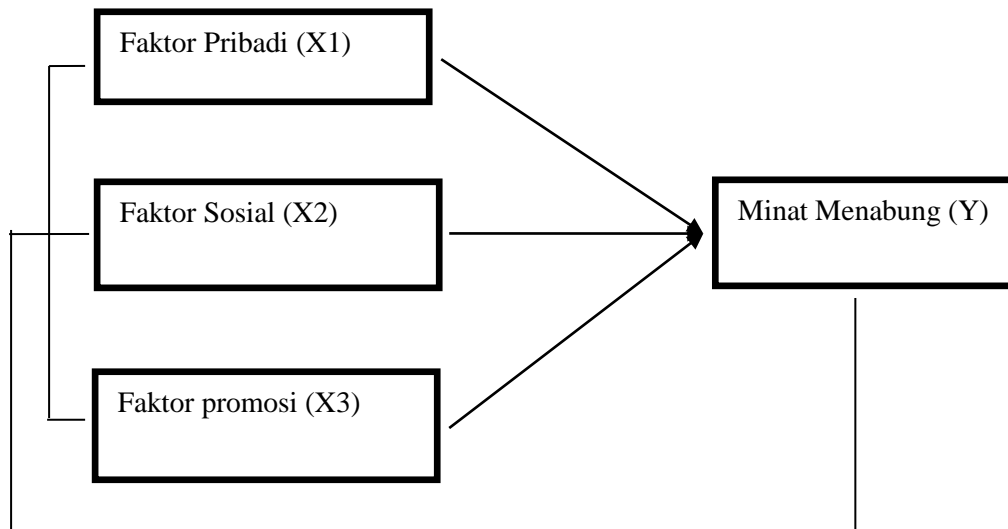 Faktor Pribadi (X1)
Faktor Sosial (X2)
Minat Menabung (Y)
Faktor promosi (X3)